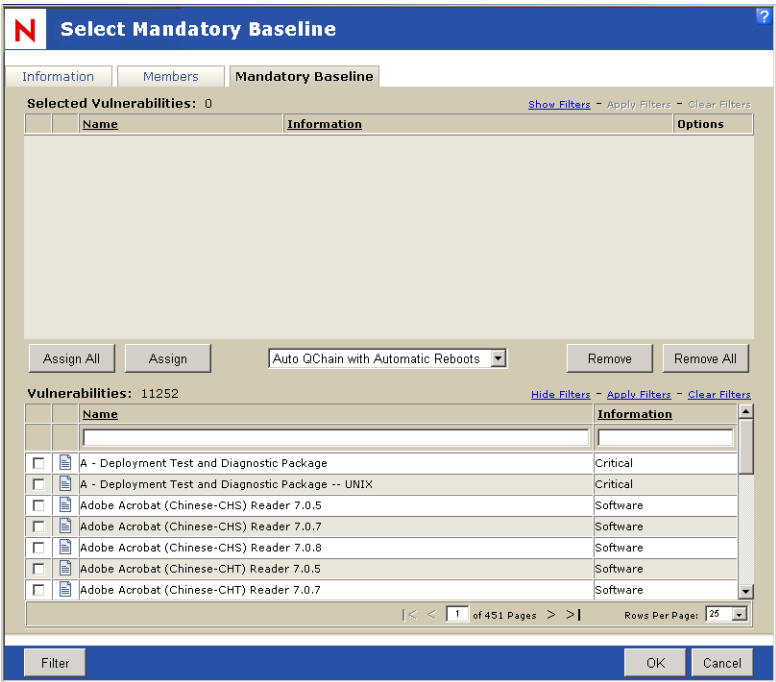 N Select Mandatory Baseline ?
Information Members Mandatory Baseline
Selected Vulnerabilities: 0 Show Filters - Apply Filters - Clear Filters
Name Information Options
Assign All Assign Auto QChain with Automatic Reboots Remove Remove All
Vulnerabilities: 11252 Hide Filters - Apply Filters - Clear Filters
Name Information
A - Deployment Test and Diagnostic Package Critical
A - Deployment Test and Diagnostic Package -- UNIX Critical
Adobe Acrobat (Chinese-CHS) Reader 7.0.5 Software
Adobe Acrobat (Chinese-CHS) Reader 7.0.7 Software
Adobe Acrobat (Chinese-CHS) Reader 7.0.8 Software
Adobe Acrobat (Chinese-CHT) Reader 7.0.5 Software
Adobe Acrobat (Chinese-CHT) Reader 7.0.7 Software
|< < 1 of 451 Pages > >| Rows Per Page: 25
Filter OK Cancel